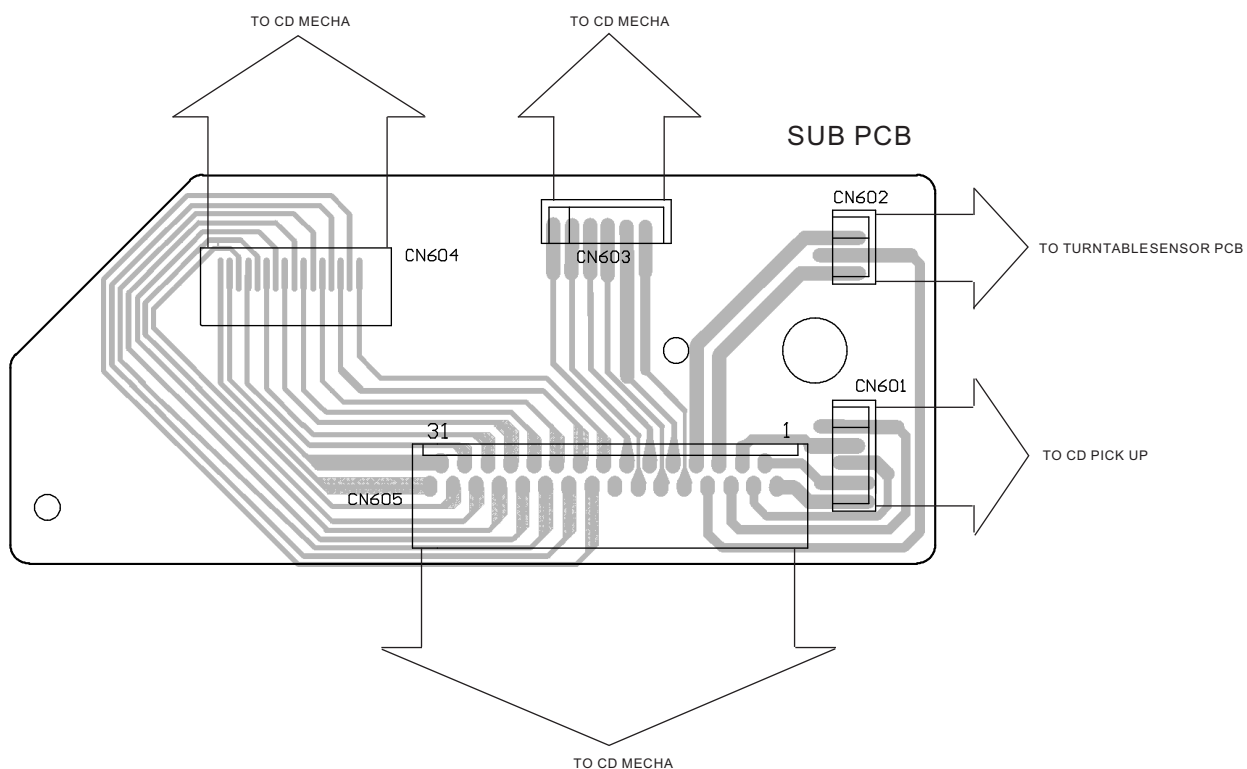 TO CD MECHA
TO CD MECHA
SUB PCB
CN602
TO TURNTABLESENSOR PCB
CN604
CN603
CN601
31
1
TO CD PICK UP
CN605
TO CD MECHA